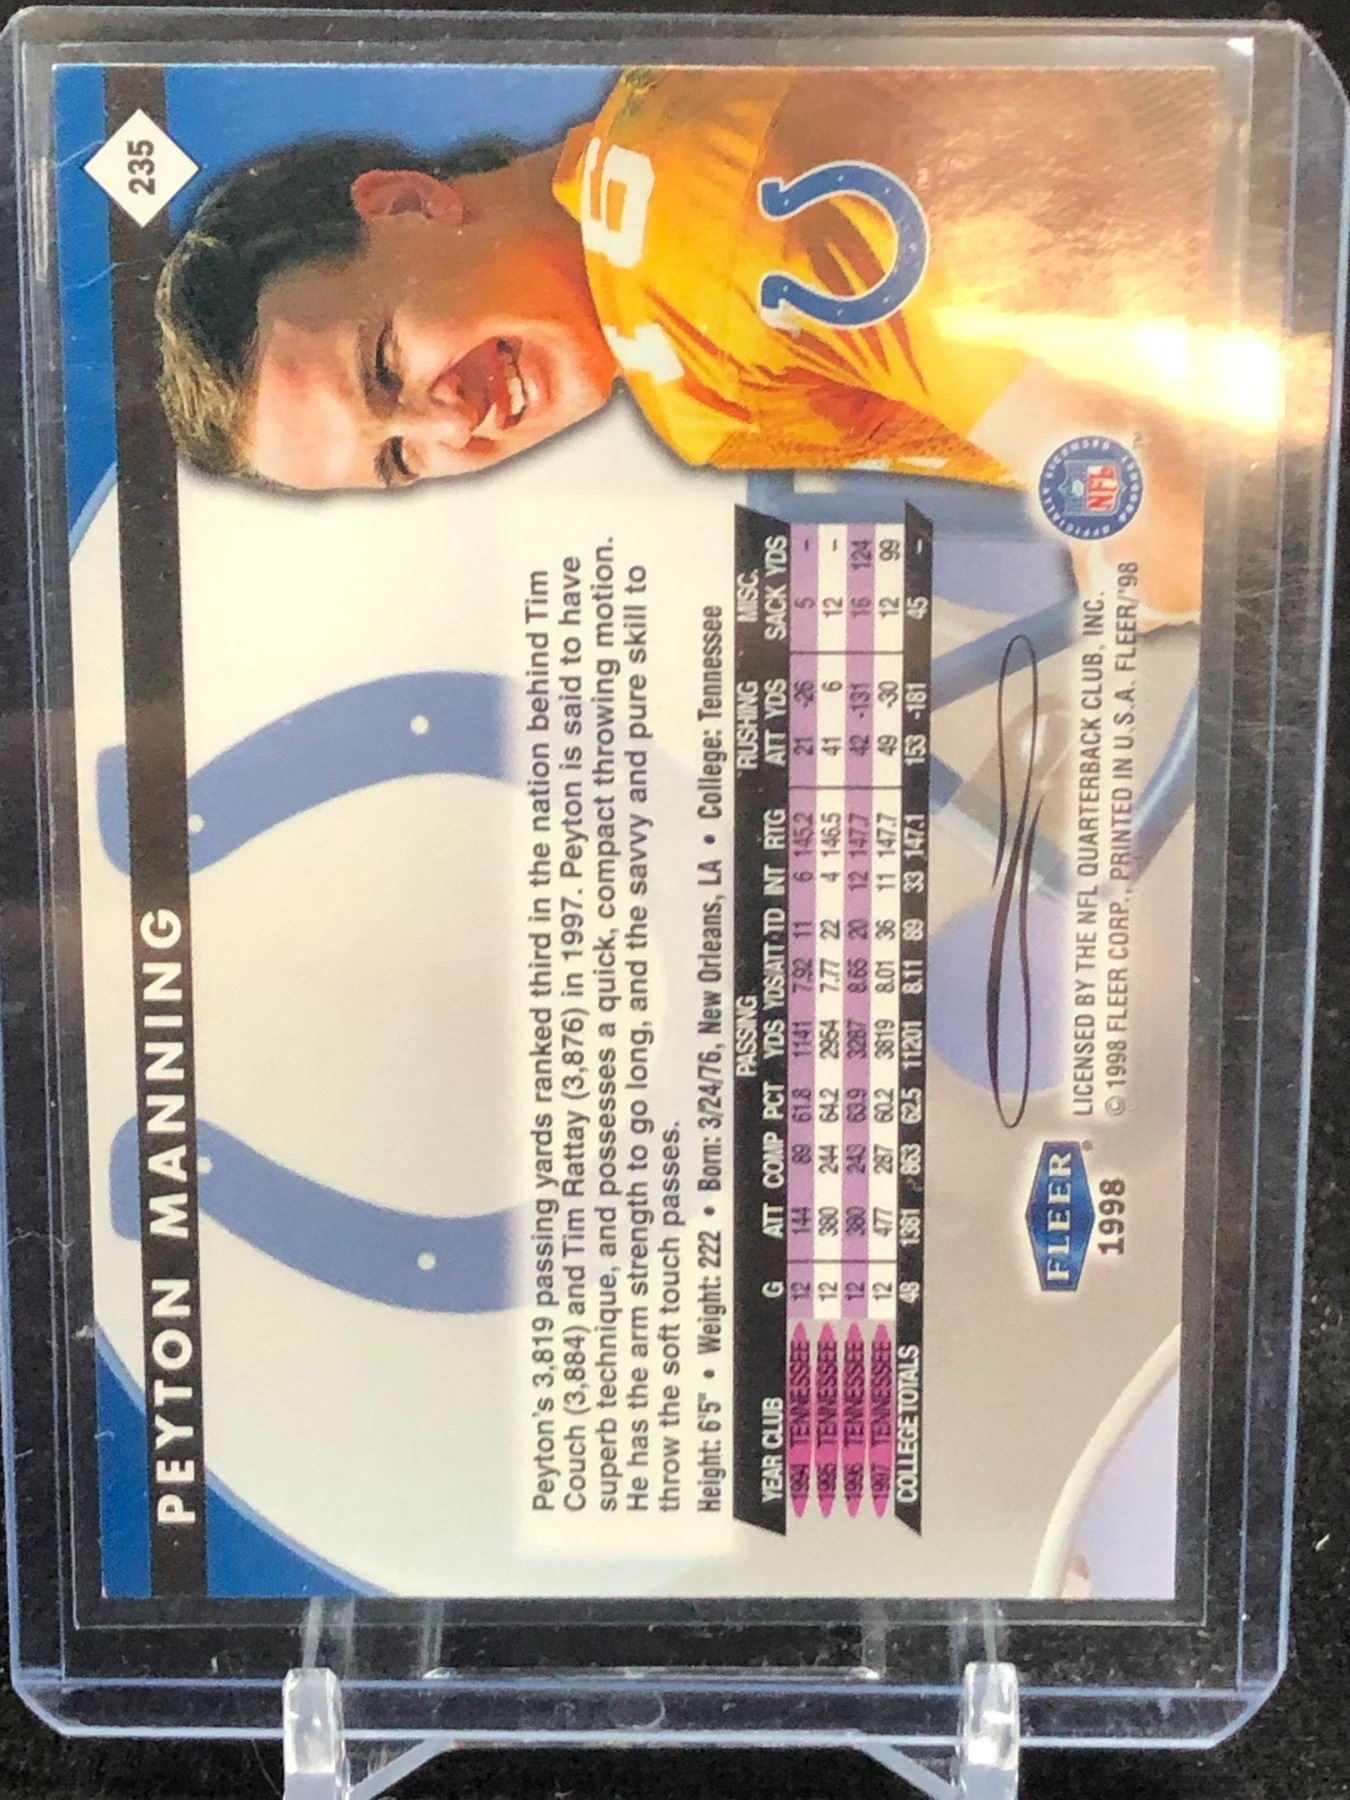 235
PEYTON MANNING
6
Peyton's 3,819 passing yards ranked third in the nation behind Tim
Couch (3,884) and Tim Rattay (3,876) in 1997. Peyton is said to have
superb technique, and possesses a quick, compact throwing motion.
He has the arm strength to go long, and the savvy and pure skill to
throw the soft touch passes.
Height: 6'5" • Weight: 222 • Born: 3/24/76, New Orleans, LA • College: Tennessee
PASSING RUSHING MISC.
YEAR CLUB G ATT COMP PCT YDS YDS/ATT TD INT RTG ATT YDS SACK YDS
1994 TENNESSEE 12 144 89 61.8 1141 7.92 11 6 145.2 21 -26 5 -
1995 TENNESSEE 12 380 244 64.2 2954 7.77 22 4 146.5 41 6 12 -
1996 TENNESSEE 12 380 243 63.9 3287 8.65 20 12 147.7 42 -131 16 124
1997 TENNESSEE 12 477 287 60.2 3819 8.01 36 11 147.7 49 -30 12 99
COLLEGE TOTALS 48 1381 863 62.5 11201 8.11 89 33 147.1 153 -181 45 -
FLEER®
1998
LICENSED BY THE NFL QUARTERBACK CLUB, INC.
© 1998 FLEER CORP., PRINTED IN U.S.A. FLEER/'98
NFL
TM